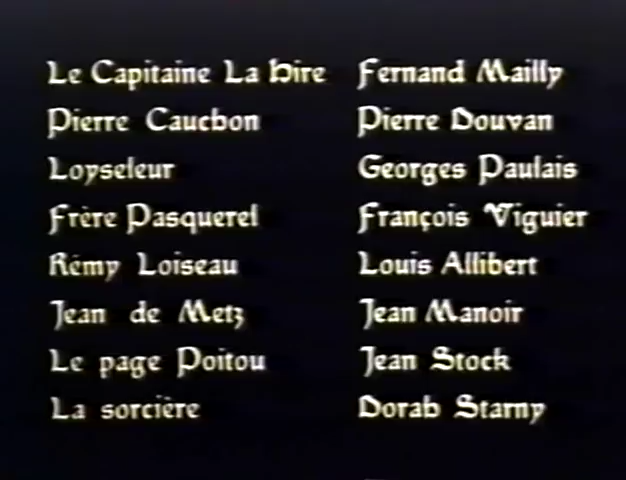 Le Capitaine La Hire Fernand Mailly
Pierre Cauchon Pierre Douvan
Loyseleur Georges Paulais
Frère Pasquerel François Viguier
Rémy Loiseau Louis Allibert
Jean de Metz Jean Manoir
Le page Poitou Jean Stock
La sorcière Dorah Starny